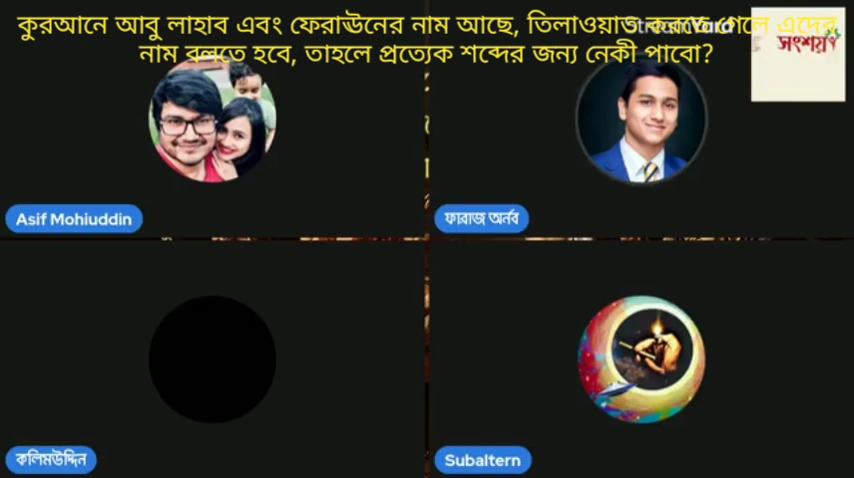 কুরআনে আবু লাহাব এবং ফেরাঊনের নাম আছে, তিলাওয়াত করতে গেলে এদের
নাম বলতে হবে, তাহলে প্রত্যেক শব্দের জন্য নেকী পাবো?
StreamYard
সংশয়
Asif Mohiuddin
ফারাজ অর্নব
কলিমউদ্দিন
Subaltern